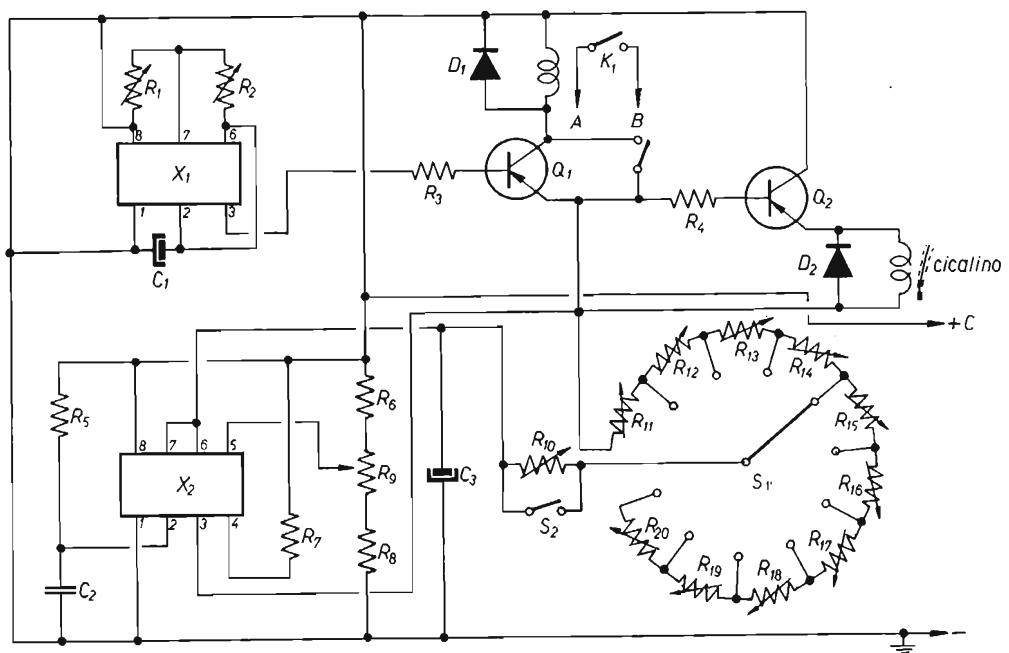 D1
K1
R1
R2
A
B
8
7
6
X1
Q1
R3
1
2
3
R4
Q2
C1
D2
cicalino
+C
R13
R12
R14
R6
R5
R11
R15
R10
8
7
6
5
X2
R9
C3
S1
R16
S2
1
2
3
4
R7
R20
R17
R8
R19
R18
C2
−